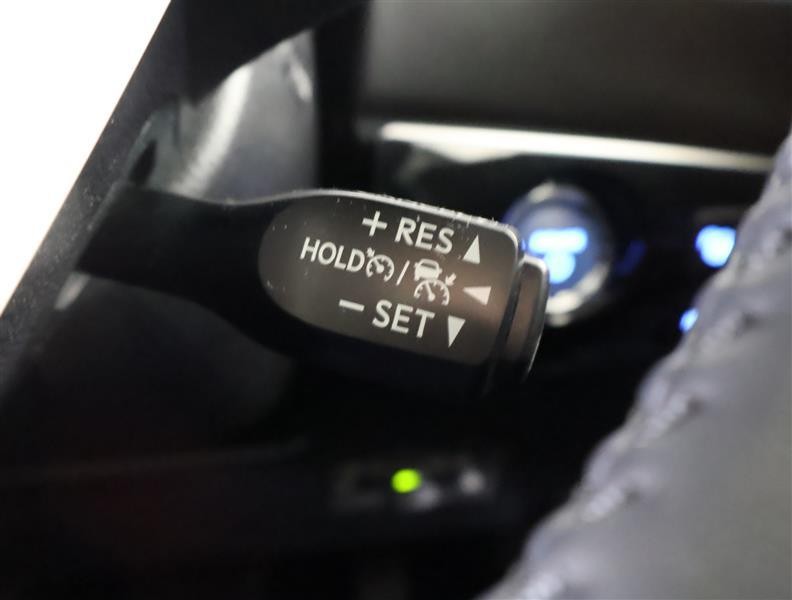 + RES ▲
HOLD / ◀
− SET ▼